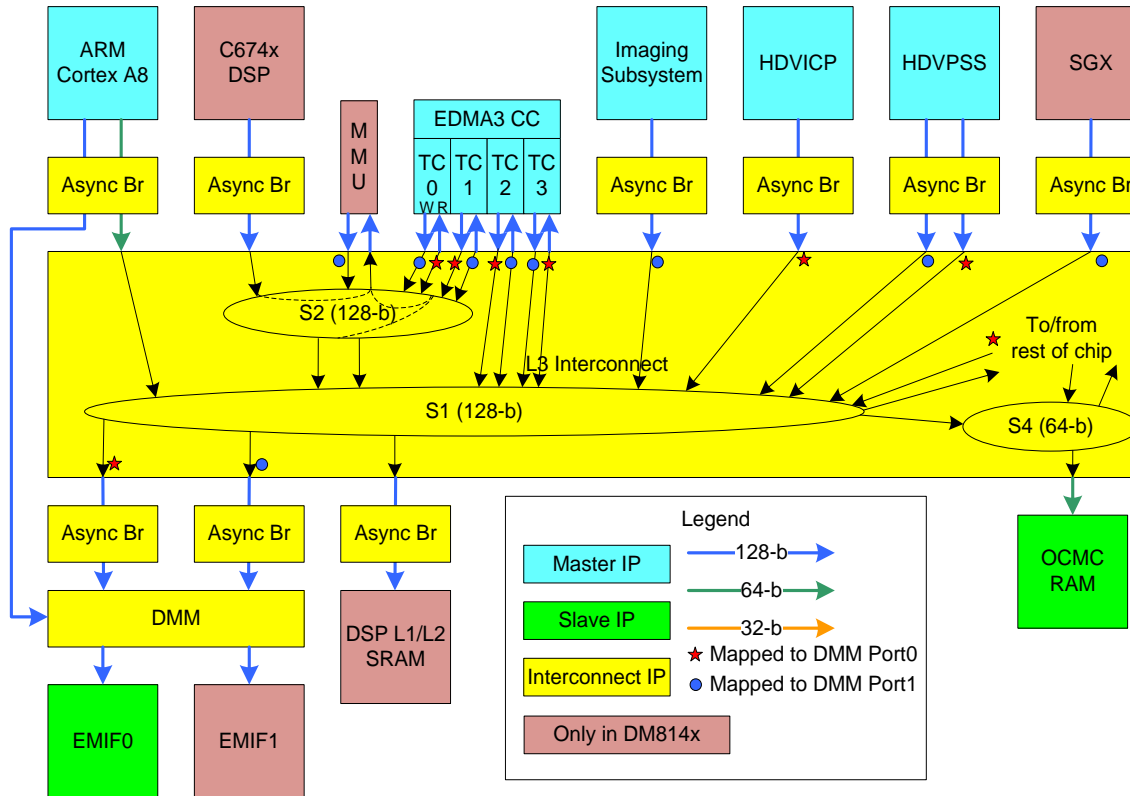 ARM
Cortex A8
C674x
DSP
Imaging
Subsystem
HDVICP
HDVPSS
SGX
M
M
U
EDMA3 CC
TC
0
W R
TC
1
TC
2
TC
3
Async Br
Async Br
Async Br
Async Br
Async Br
Async Br
S2 (128-b)
To/from
rest of chip
L3 Interconnect
S1 (128-b)
S4 (64-b)
Async Br
Async Br
Async Br
DMM
DSP L1/L2
SRAM
EMIF0
EMIF1
OCMC
RAM
Legend
Master IP
128-b
Slave IP
64-b
32-b
Interconnect IP
Mapped to DMM Port0
Mapped to DMM Port1
Only in DM814x